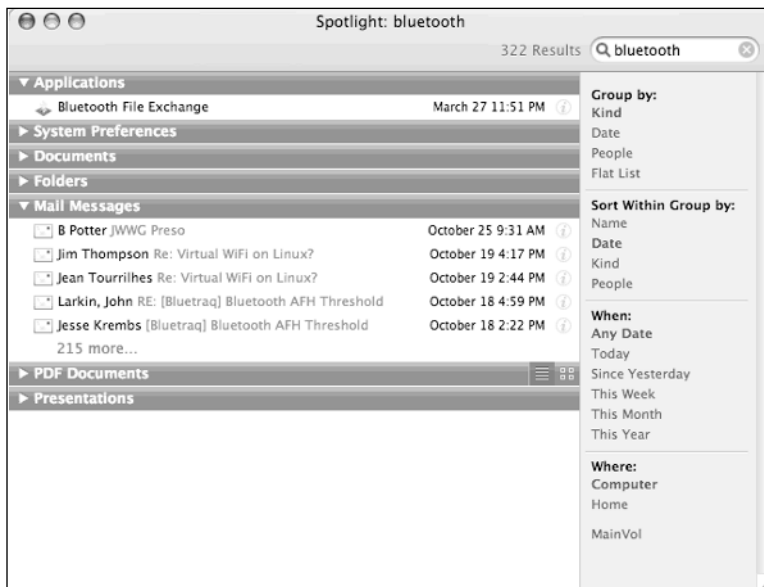 Spotlight: bluetooth
322 Results
bluetooth
Applications
Bluetooth File Exchange March 27 11:51 PM
System Preferences
Documents
Folders
Mail Messages
B Potter JWWG Preso October 25 9:31 AM
Jim Thompson Re: Virtual WiFi on Linux? October 19 4:17 PM
Jean Tourrilhes Re: Virtual WiFi on Linux? October 19 2:44 PM
Larkin, John RE: [Bluetraq] Bluetooth AFH Threshold October 18 4:59 PM
Jesse Krembs [Bluetraq] Bluetooth AFH Threshold October 18 2:22 PM
215 more...
PDF Documents
Presentations
Group by:
Kind
Date
People
Flat List
Sort Within Group by:
Name
Date
Kind
People
When:
Any Date
Today
Since Yesterday
This Week
This Month
This Year
Where:
Computer
Home
MainVol